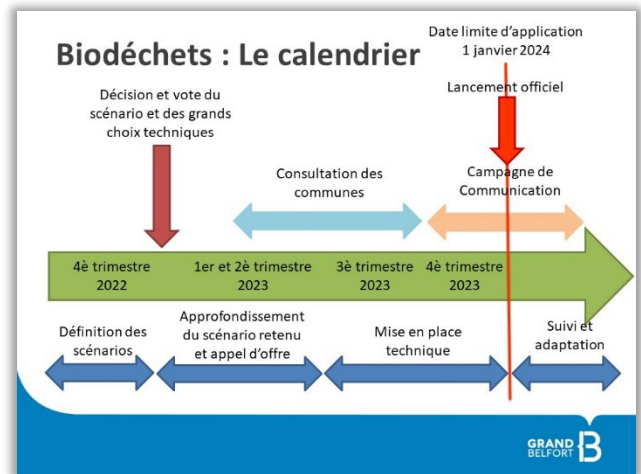 Biodéchets : Le calendrier
Date limite d'application
1 janvier 2024
Lancement officiel
Décision et vote du
scénario et des grands
choix techniques
Consultation des
communes
Campagne de
Communication
4è trimestre
2022
1er et 2è trimestre
2023
3è trimestre
2023
4è trimestre
2023
Définition des
scénarios
Approfondissement
du scénario retenu
et appel d'offre
Mise en place
technique
Suivi et
adaptation
GRAND
BELFORT
B